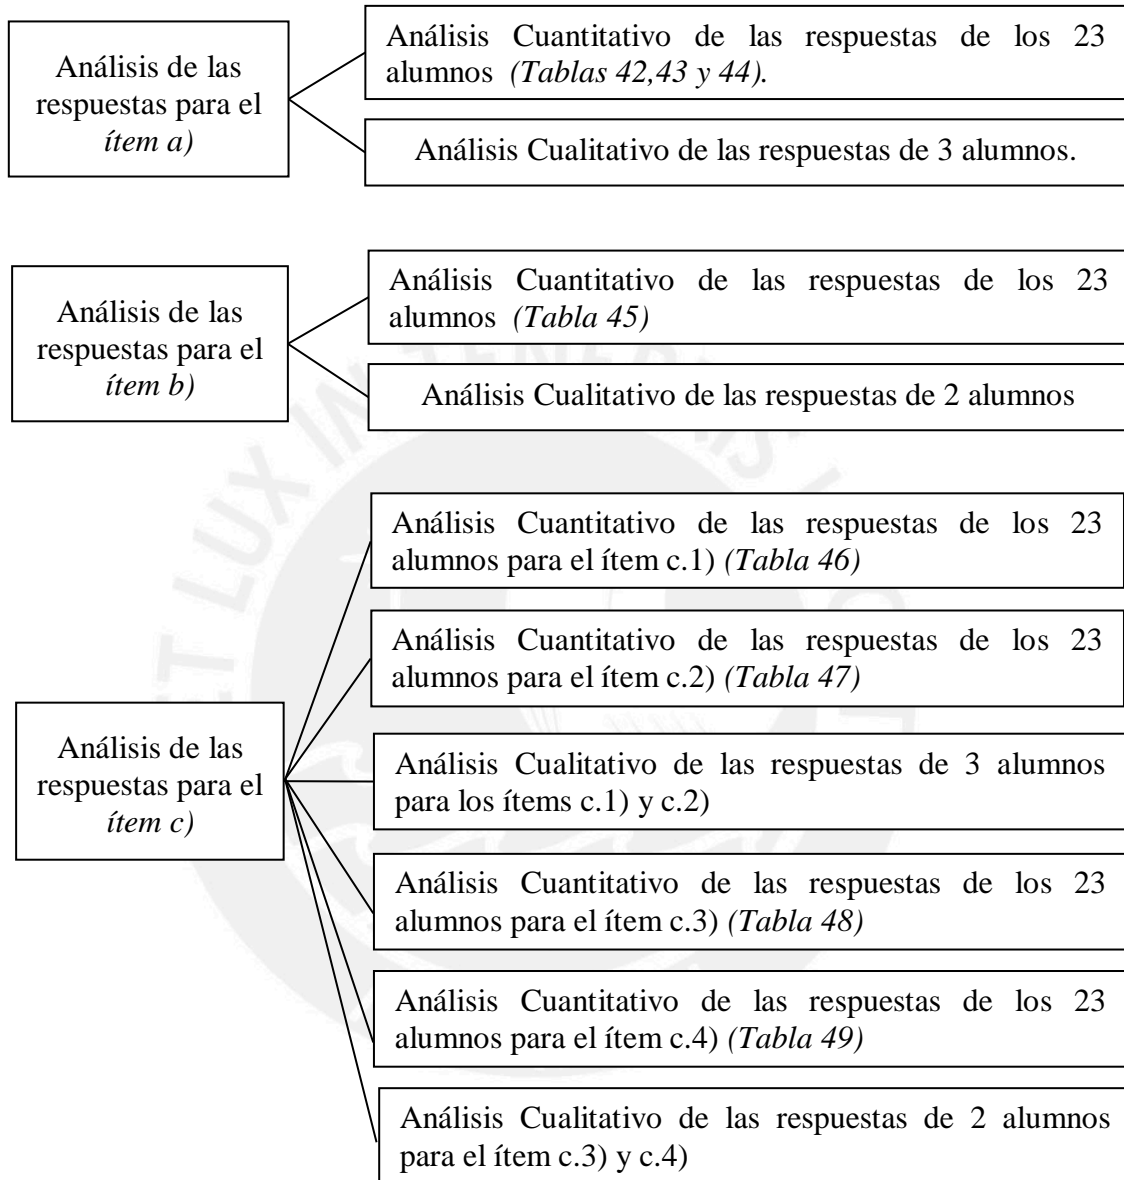 Análisis de las
respuestas para el
ítem a)
Análisis Cuantitativo de las respuestas de los 23
alumnos (Tablas 42,43 y 44).
Análisis Cualitativo de las respuestas de 3 alumnos.
Análisis de las
respuestas para el
ítem b)
Análisis Cuantitativo de las respuestas de los 23
alumnos (Tabla 45)
Análisis Cualitativo de las respuestas de 2 alumnos
Análisis de las
respuestas para el
ítem c)
Análisis Cuantitativo de las respuestas de los 23
alumnos para el ítem c.1) (Tabla 46)
Análisis Cuantitativo de las respuestas de los 23
alumnos para el ítem c.2) (Tabla 47)
Análisis Cualitativo de las respuestas de 3 alumnos
para los ítems c.1) y c.2)
Análisis Cuantitativo de las respuestas de los 23
alumnos para el ítem c.3) (Tabla 48)
Análisis Cuantitativo de las respuestas de los 23
alumnos para el ítem c.4) (Tabla 49)
Análisis Cualitativo de las respuestas de 2 alumnos
para el ítem c.3) y c.4)
ET LUX IN